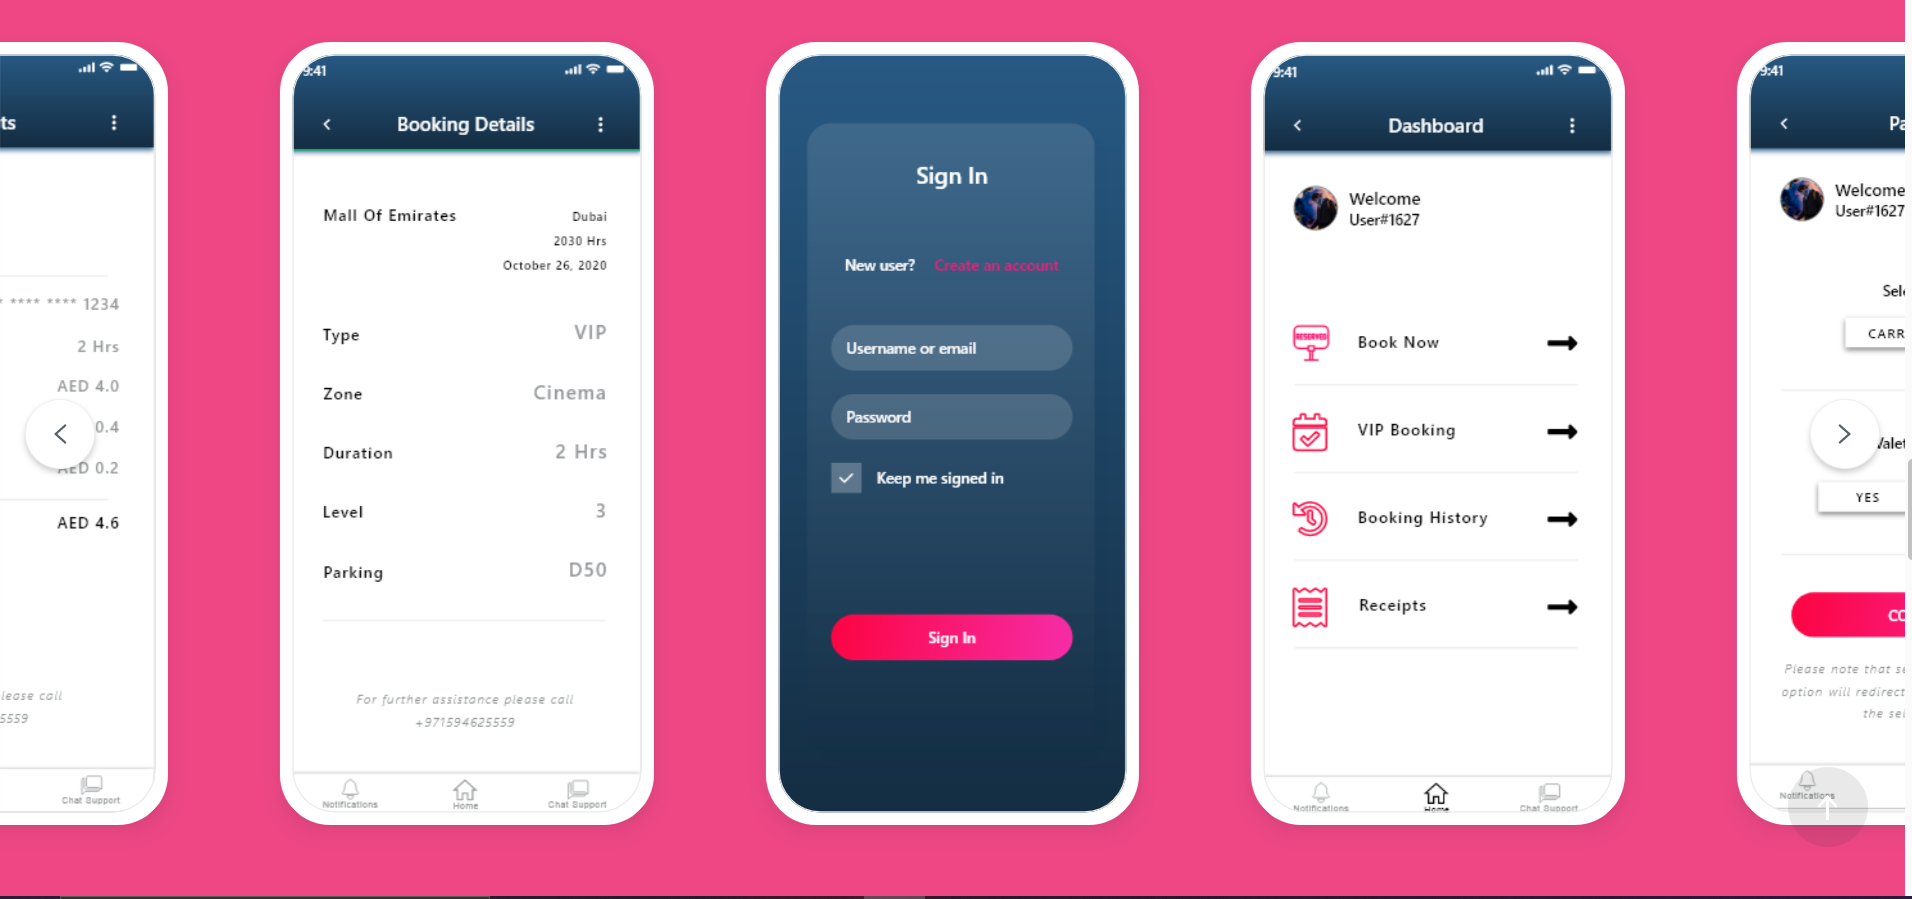 ts
**** **** 1234
2 Hrs
AED 4.0
0.4
AED 0.2
AED 4.6
lease call
5559
Chat Support
9:41
Booking Details
Mall Of Emirates
Dubai
2030 Hrs
October 26, 2020
Type
VIP
Zone
Cinema
Duration
2 Hrs
Level
3
Parking
D50
For further assistance please call
+971594625559
Notifications
Home
Chat Support
Sign In
New user? Create an account
Username or email
Password
Keep me signed in
Sign In
9:41
Dashboard
Welcome
User#1627
RESERVED
Book Now
VIP Booking
Booking History
Receipts
Notifications
Home
Chat Support
9:41
Pa
Welcome
User#1627
Sele
CARR
Valet
YES
CO
Please note that se
option will redirect
the sel
Notifications